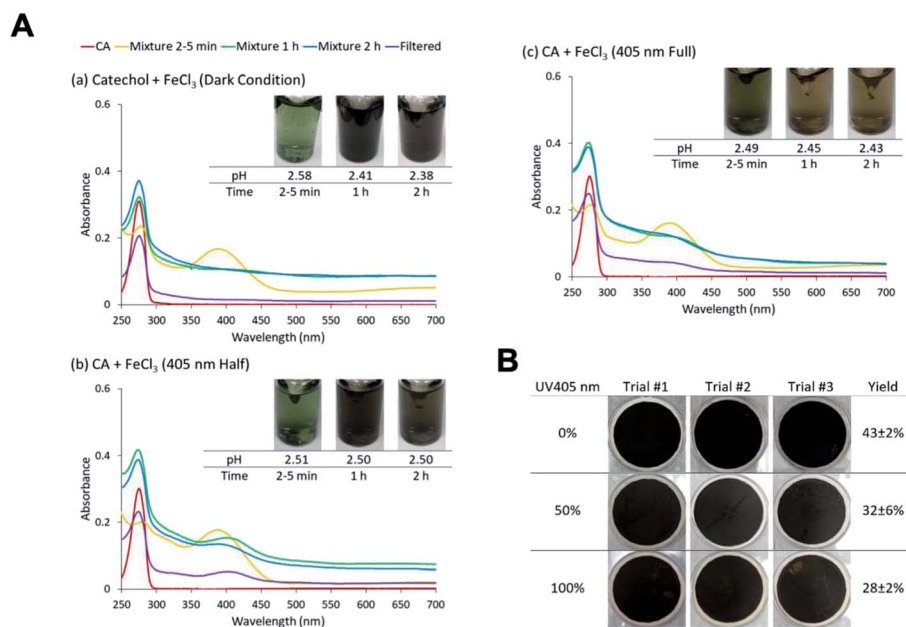 A
CA Mixture 2-5 min Mixture 1 h Mixture 2 h Filtered
(a) Catechol + FeCl₃ (Dark Condition)
0.6
0.4
0.2
0
Absorbance
pH 2.58 2.41 2.38
Time 2-5 min 1 h 2 h
250 300 350 400 450 500 550 600 650 700
Wavelength (nm)
(b) CA + FeCl₃ (405 nm Half)
0.6
0.4
0.2
0
Absorbance
pH 2.51 2.50 2.50
Time 2-5 min 1 h 2 h
250 300 350 400 450 500 550 600 650 700
Wavelength (nm)
(c) CA + FeCl₃ (405 nm Full)
0.6
0.4
0.2
0
Absorbance
pH 2.49 2.45 2.43
Time 2-5 min 1 h 2 h
250 300 350 400 450 500 550 600 650 700
Wavelength (nm)
B
UV405 nm Trial #1 Trial #2 Trial #3 Yield
0% 43±2%
50% 32±6%
100% 28±2%